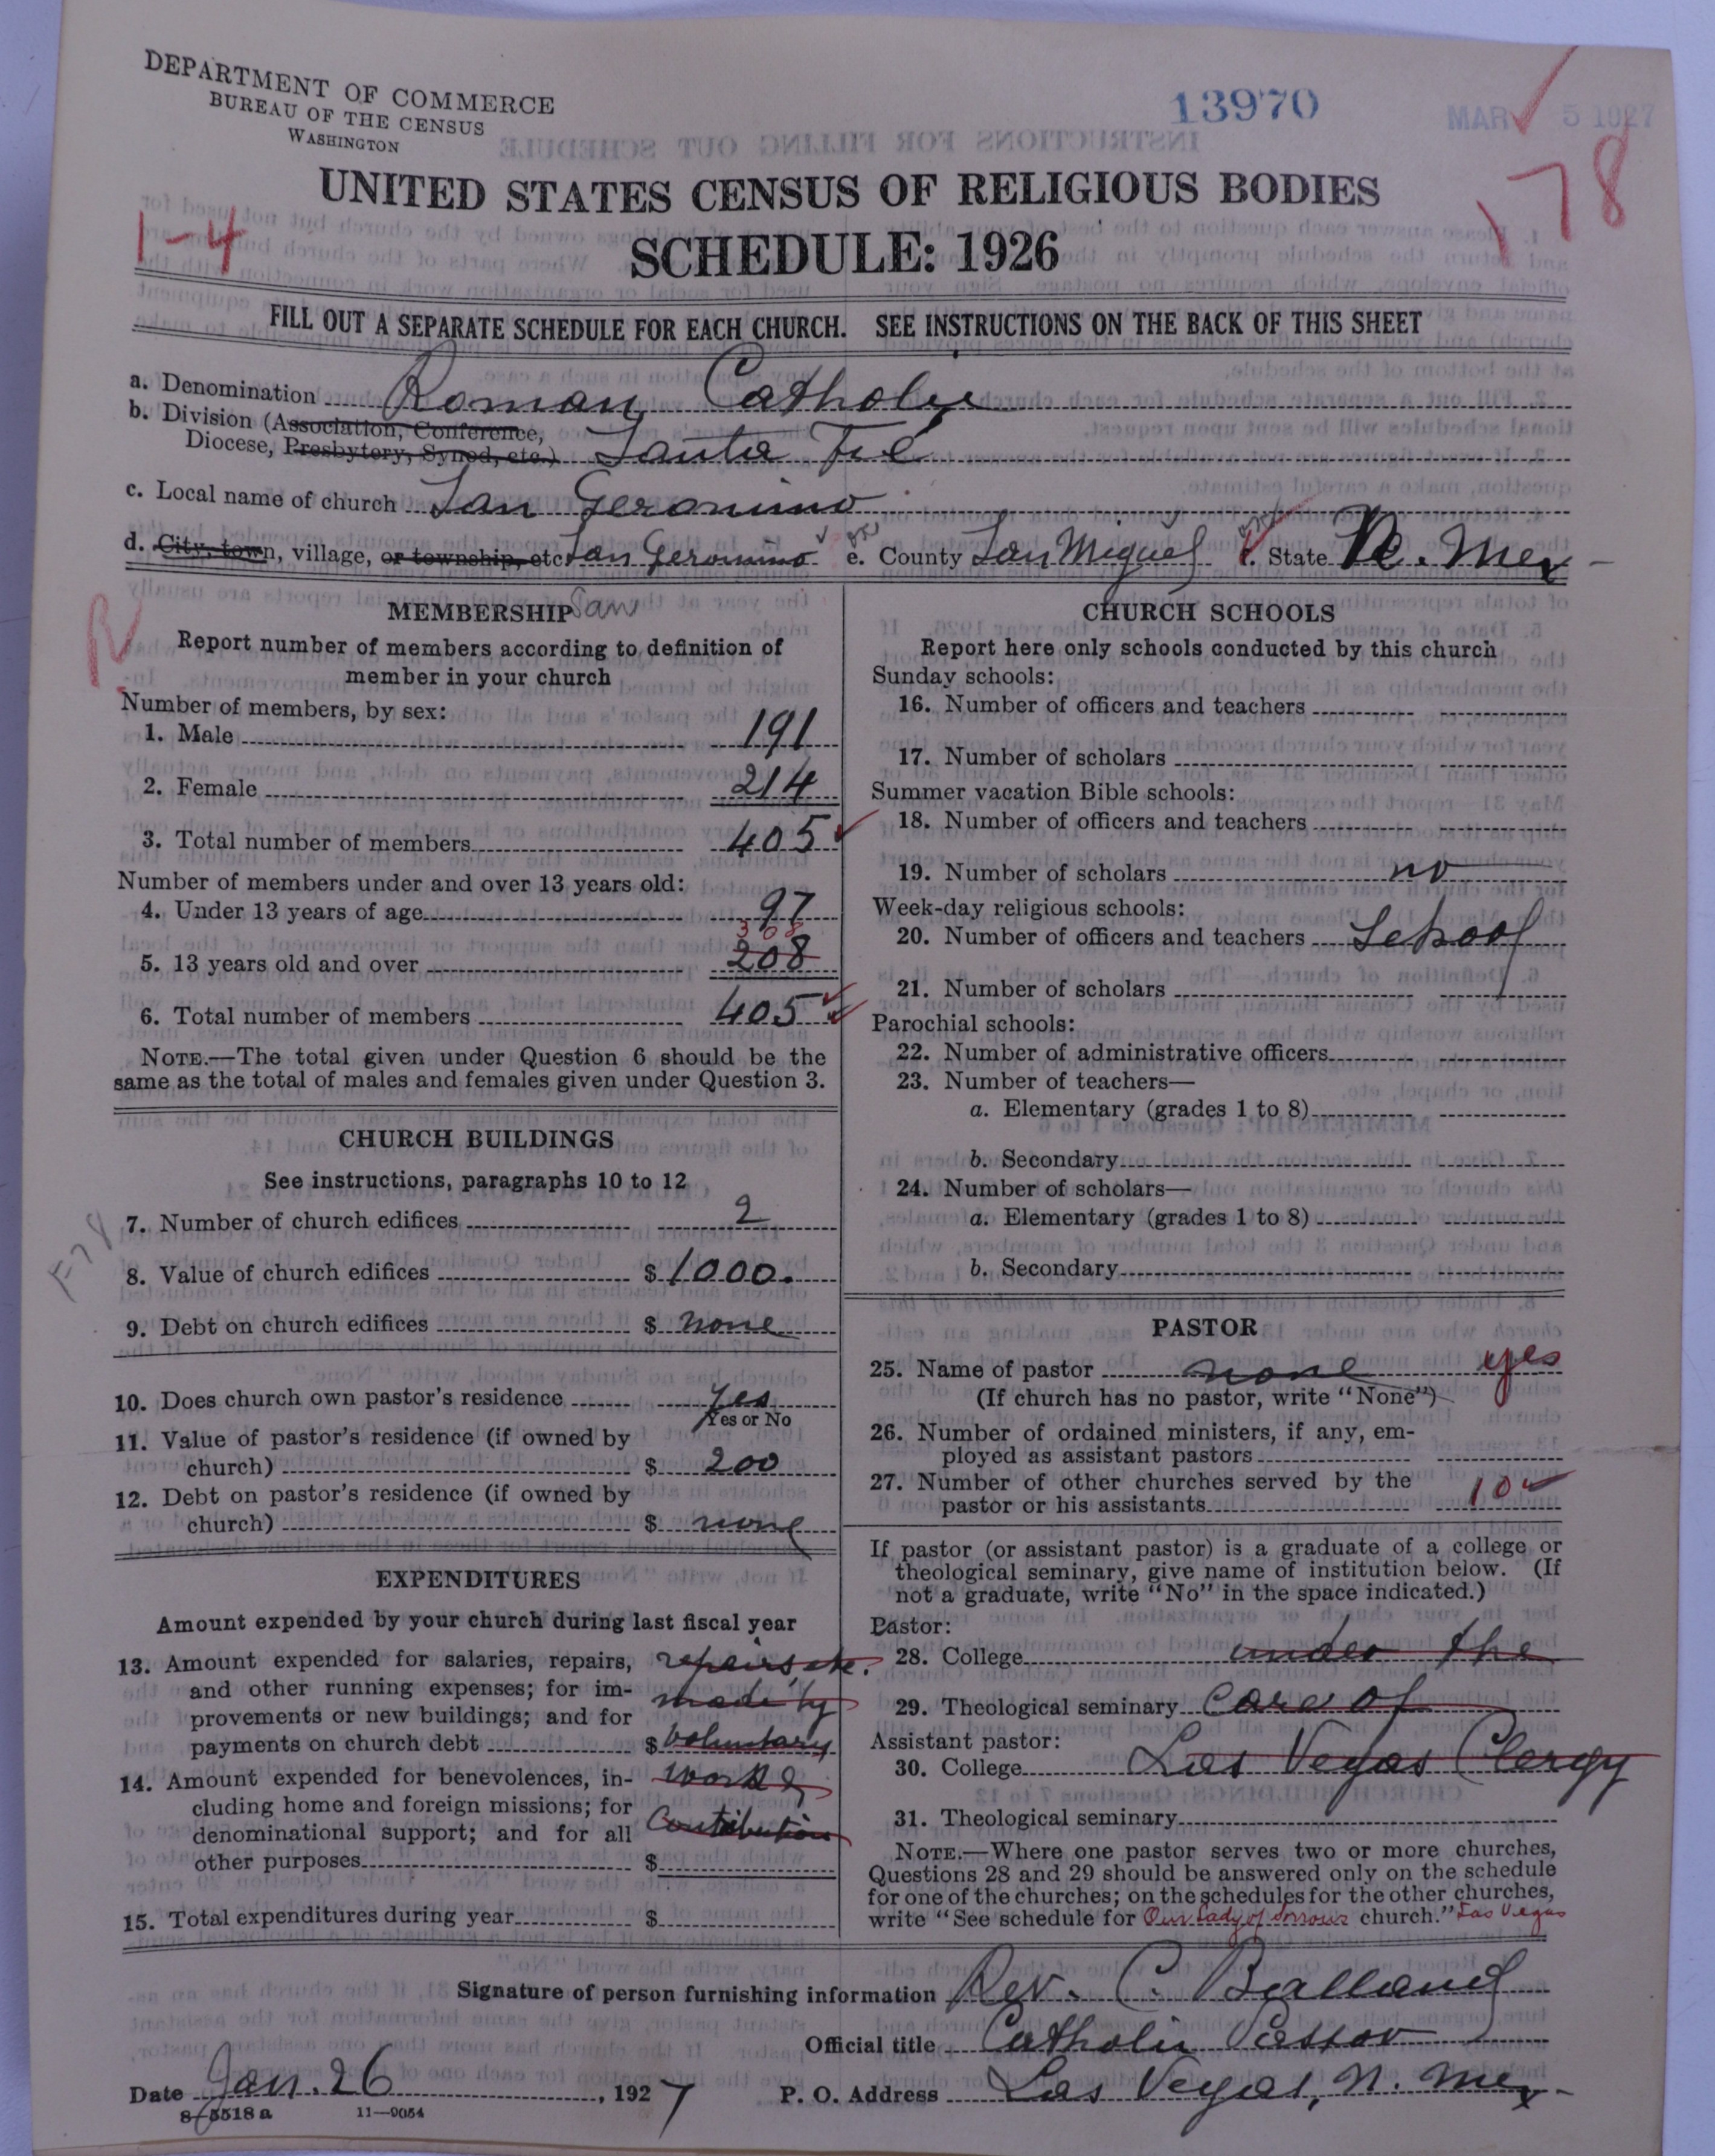 DEPARTMENT OF COMMERCE
BUREAU OF THE CENSUS
WASHINGTON
13970
MAR 5 1927
178
UNITED STATES CENSUS OF RELIGIOUS BODIES
1-4
SCHEDULE: 1926
FILL OUT A SEPARATE SCHEDULE FOR EACH CHURCH. SEE INSTRUCTIONS ON THE BACK OF THIS SHEET
a. Denomination Roman Catholic
b. Division (Association, Conference,
Diocese, Presbytery, Synod, etc.) Santa Fé
c. Local name of church San Geronimo
d. City, town, village, or township, etc San Geronimo e. County San Miguel f. State N. Mex
R
MEMBERSHIP San
Report number of members according to definition of
member in your church
Number of members, by sex:
1. Male 191
2. Female 214
3. Total number of members 405
Number of members under and over 13 years old:
4. Under 13 years of age 97
308
5. 13 years old and over 208
6. Total number of members 405
NOTE.—The total given under Question 6 should be the
same as the total of males and females given under Question 3.
CHURCH BUILDINGS
See instructions, paragraphs 10 to 12
7. Number of church edifices 2
8. Value of church edifices $ 1000.
9. Debt on church edifices $ none
10. Does church own pastor's residence Yes
Yes or No
11. Value of pastor's residence (if owned by
church) $ 200
12. Debt on pastor's residence (if owned by
church) $ none
EXPENDITURES
Amount expended by your church during last fiscal year
13. Amount expended for salaries, repairs, repairs etc.
and other running expenses; for im- made by
provements or new buildings; and for
payments on church debt $ voluntary
14. Amount expended for benevolences, in- work &
cluding home and foreign missions; for
denominational support; and for all contribution
other purposes $
15. Total expenditures during year $
CHURCH SCHOOLS
Report here only schools conducted by this church
Sunday schools:
16. Number of officers and teachers
17. Number of scholars
Summer vacation Bible schools:
18. Number of officers and teachers
19. Number of scholars no
Week-day religious schools:
20. Number of officers and teachers School
21. Number of scholars
Parochial schools:
22. Number of administrative officers
23. Number of teachers—
a. Elementary (grades 1 to 8)
b. Secondary
24. Number of scholars—
a. Elementary (grades 1 to 8)
b. Secondary
PASTOR
25. Name of pastor none yes
(If church has no pastor, write "None")
26. Number of ordained ministers, if any, em-
ployed as assistant pastors
27. Number of other churches served by the
pastor or his assistants 10
If pastor (or assistant pastor) is a graduate of a college or
theological seminary, give name of institution below. (If
not a graduate, write "No" in the space indicated.)
Pastor:
28. College under the
29. Theological seminary care of
Assistant pastor:
30. College Las Vegas Clergy
31. Theological seminary
NOTE.—Where one pastor serves two or more churches,
Questions 28 and 29 should be answered only on the schedule
for one of the churches; on the schedules for the other churches,
write "See schedule for Our Lady of Sorrows church." Las Vegas
Signature of person furnishing information Rev. C. Balland
Official title Catholic Pastor
Date Jan. 26, 1927 P. O. Address Las Vegas, N. Mex.
8-5518 a 11-9054